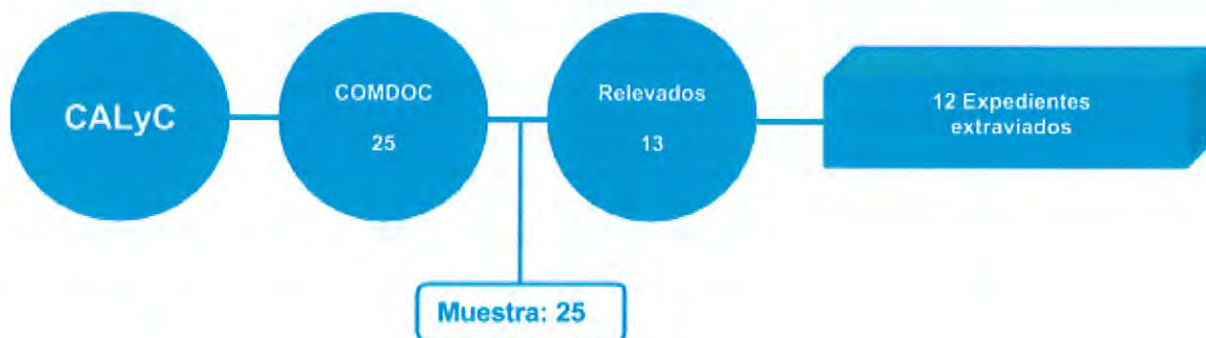 CALyC
COMDOC
25
Relevados
13
12 Expedientes
extraviados
Muestra: 25